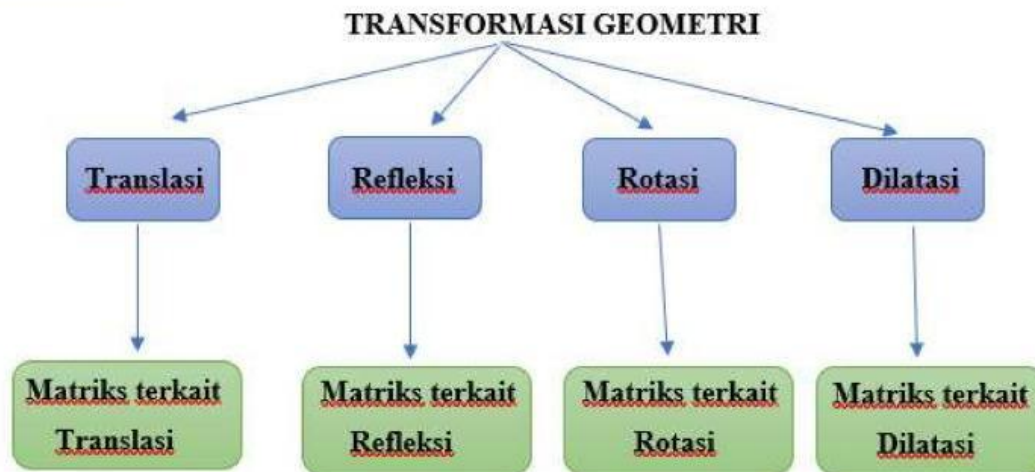 TRANSFORMASI GEOMETRI
Translasi
Refleksi
Rotasi
Dilatasi
Matriks terkait
Translasi
Matriks terkait
Refleksi
Matriks terkait
Rotasi
Matriks terkait
Dilatasi